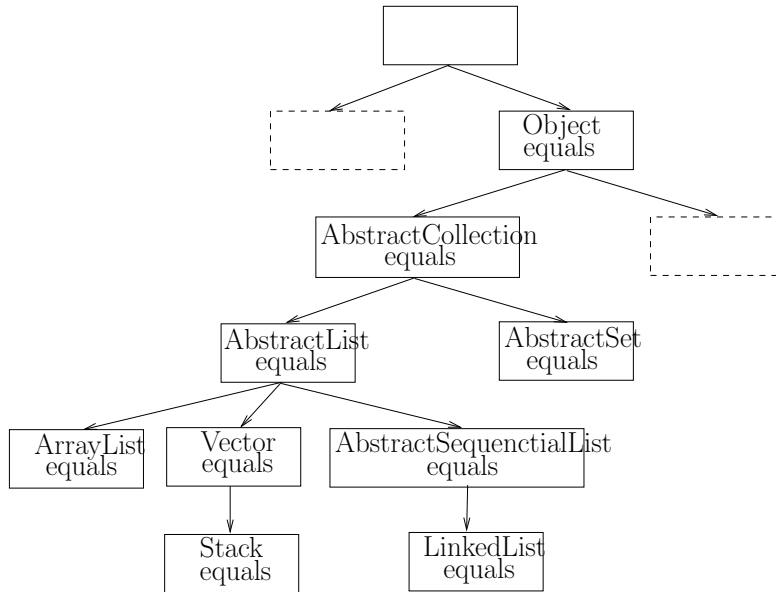 Object
equals
AbstractCollection
equals
AbstractList
equals
AbstractSet
equals
ArrayList
equals
Vector
equals
AbstractSequenctialList
equals
Stack
equals
LinkedList
equals